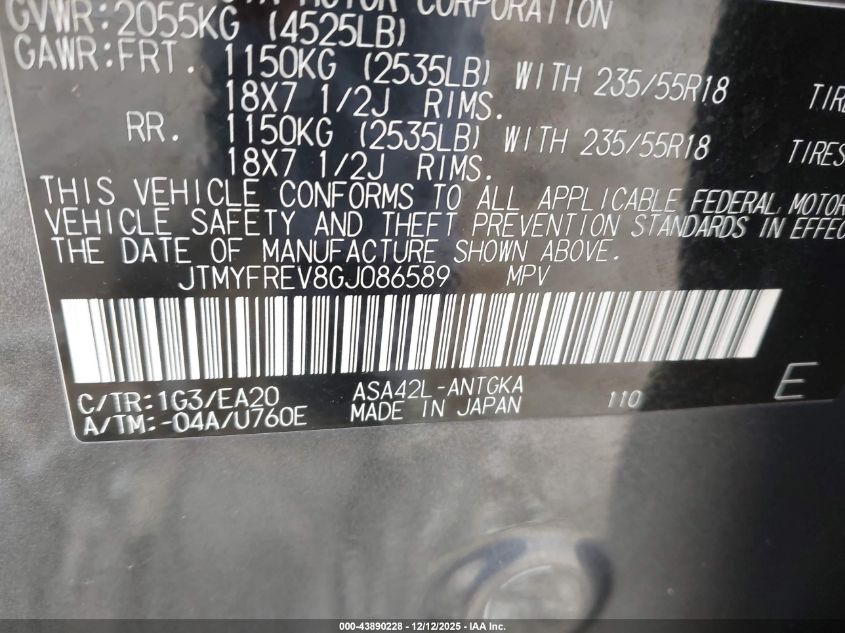 MOTOR CORPORATION
GVWR:2055KG (4525LB)
GAWR:FRT. 1150KG (2535LB) WITH 235/55R18
18X7 1/2J RIMS.
RR. 1150KG (2535LB) WITH 235/55R18 TIRES
18X7 1/2J RIMS.
THIS VEHICLE CONFORMS TO ALL APPLICABLE FEDERAL MOTOR
VEHICLE SAFETY AND THEFT PREVENTION STANDARDS IN EFFEC
THE DATE OF MANUFACTURE SHOWN ABOVE.
JTMYFREV8GJ086589 MPV
C/TR:1G3/EA20 ASA42L-ANTGKA 110 E
A/TM:-04A/U760E MADE IN JAPAN
000-43890228 - 12/12/2025 - IAA Inc.